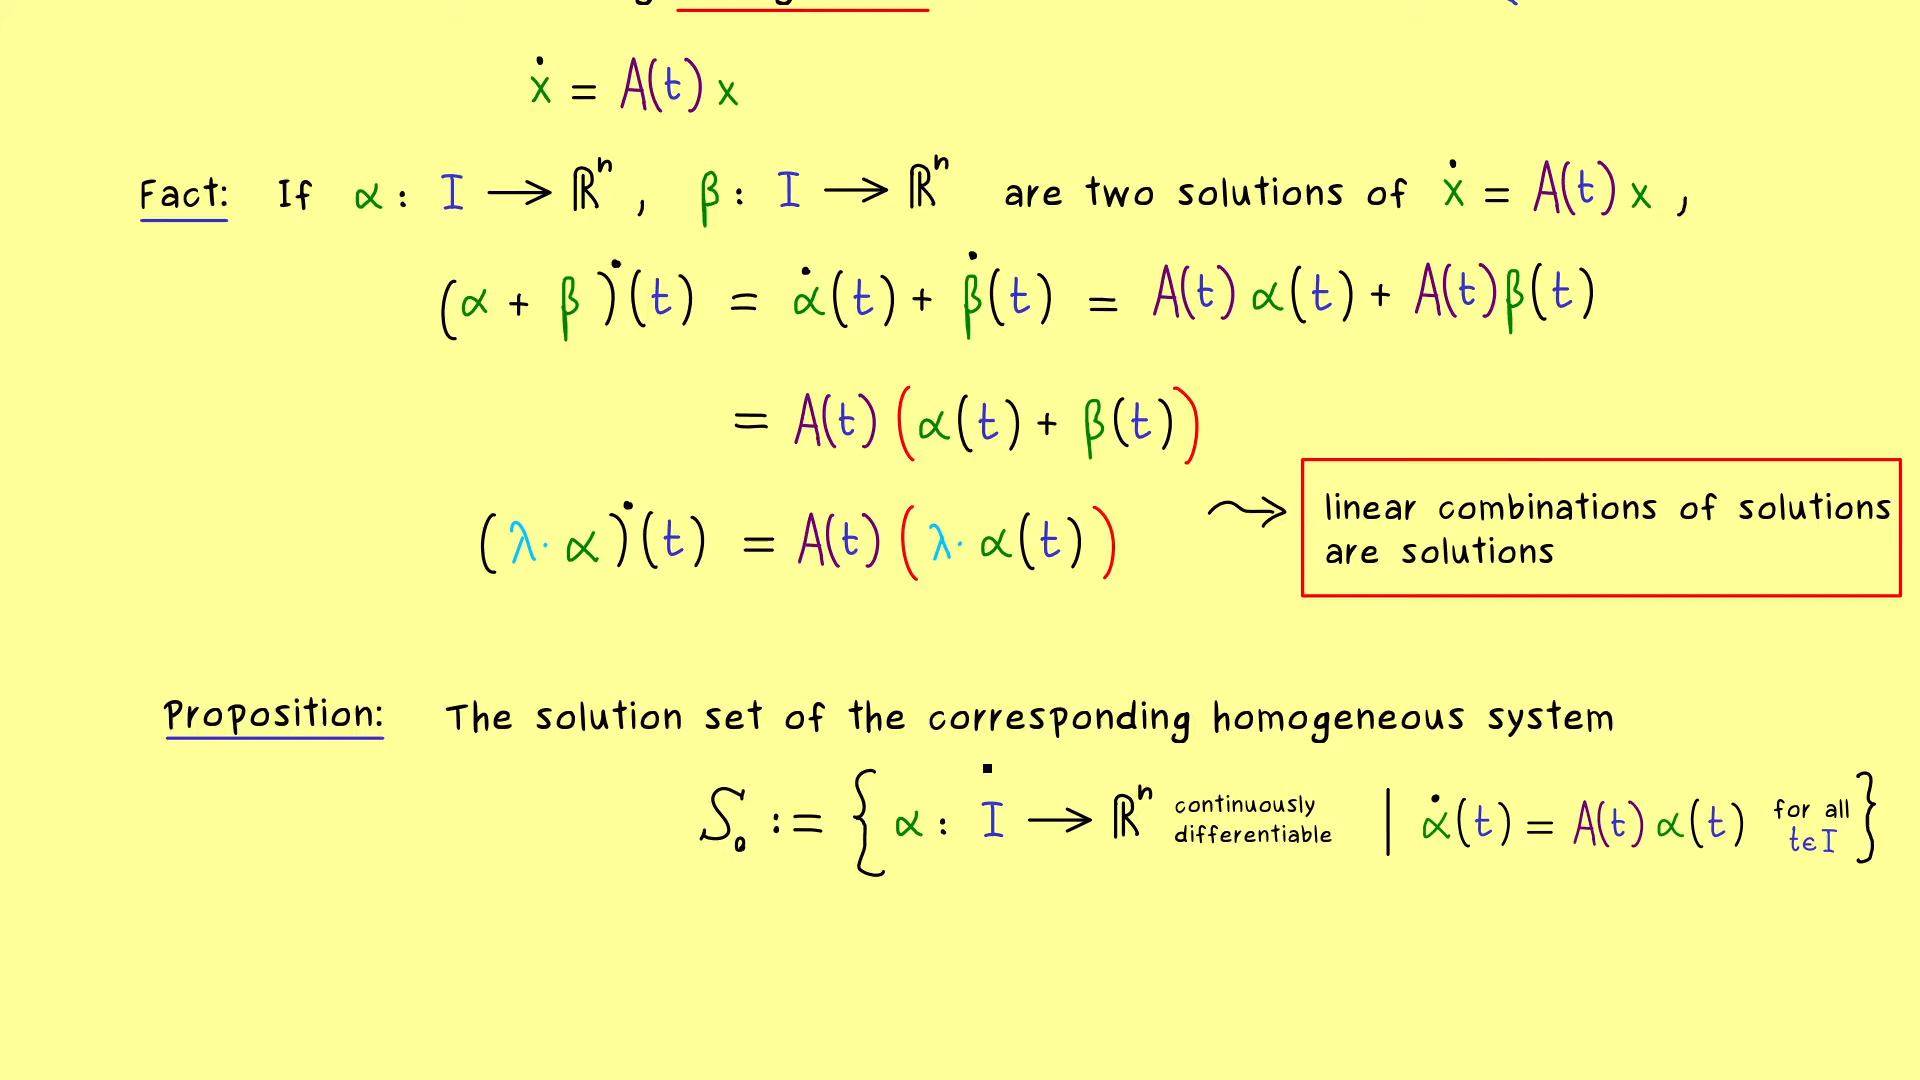 ẋ = A(t) x
Fact: If α : I → ℝⁿ , β : I → ℝⁿ are two solutions of ẋ = A(t) x ,
(α + β)˙(t) = α̇(t) + β̇(t) = A(t) α(t) + A(t) β(t)
= A(t) (α(t) + β(t))
(λ· α)˙(t) = A(t) (λ· α(t))
⇝ linear combinations of solutions
are solutions
Proposition: The solution set of the corresponding homogeneous system
S₀ := { α : I → ℝⁿ continuously differentiable | α̇(t) = A(t) α(t) for all t∈I }